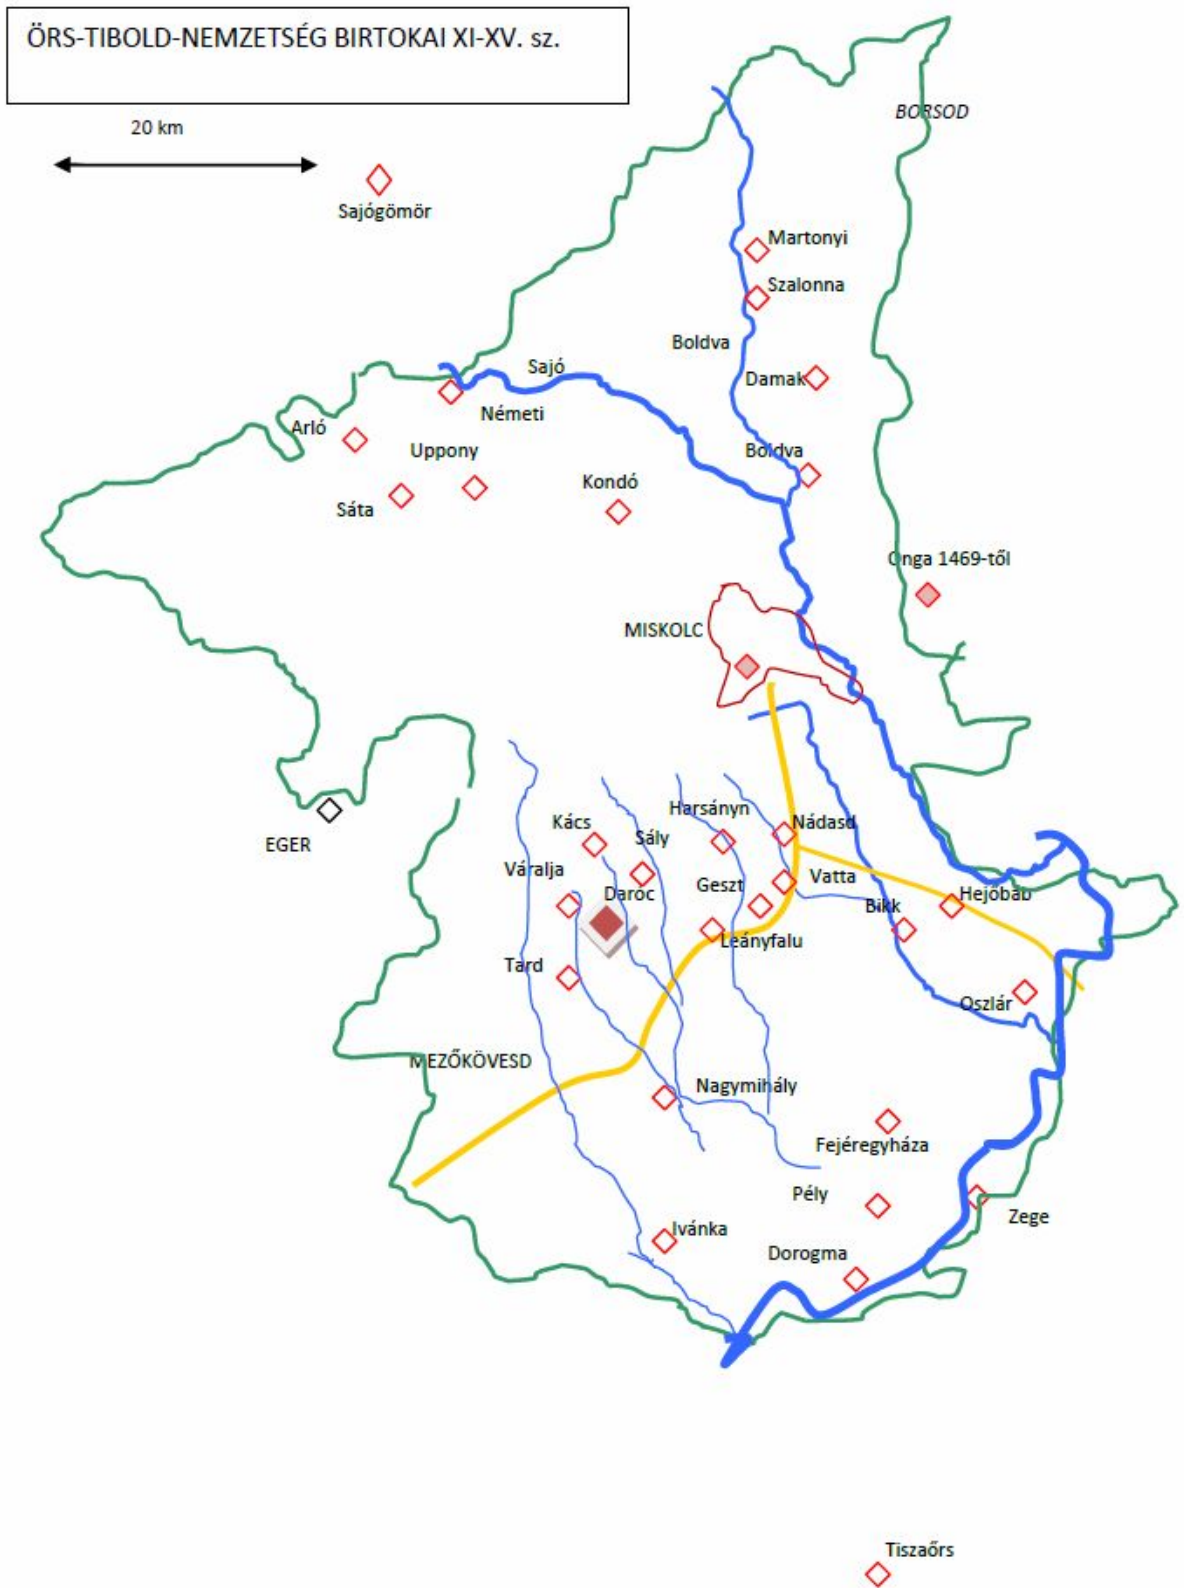 ÖRS-TIBOLD-NEMZETSÉG BIRTOKAI XI-XV. sz.
20 km
BORSOD
Sajógömör
Martonyi
Szalonna
Boldva
Sajó
Damak
Németi
Arló
Uppony
Boldva
Kondó
Sáta
Onga 1469-től
MISKOLC
Harsányn
Kács
Nádasd
EGER
Sály
Váralja
Geszt
Vatta
Daróc
Hejőbáb
Bikk
Leányfalu
Tard
Oszlár
MEZŐKÖVESD
Nagymihály
Fejéregyháza
Pély
Zege
Ivánka
Dorogma
Tiszaőrs